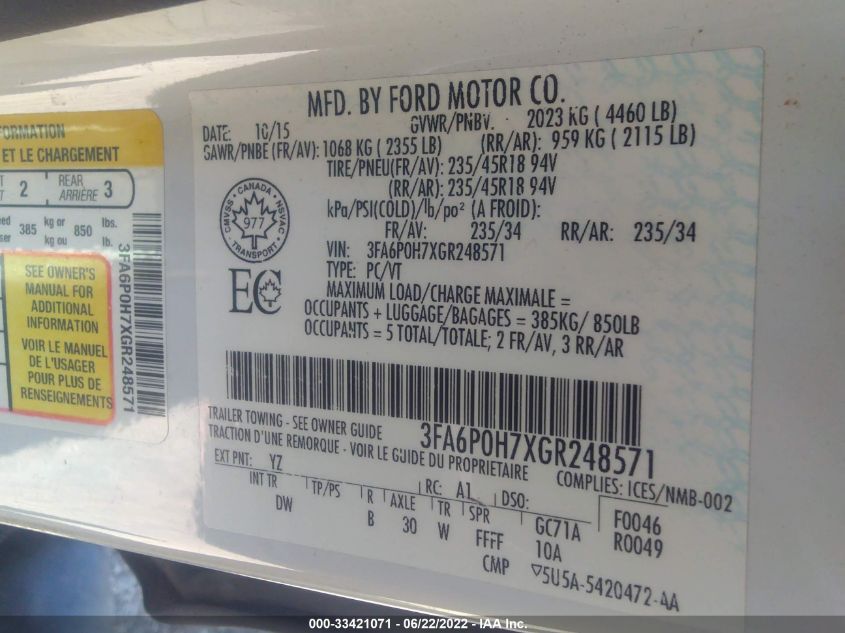 FORMATION
ET LE CHARGEMENT
2
REAR
ARRIÈRE 3
385 kg or 850 lbs.
kg ou lb.
SEE OWNER'S
MANUAL FOR
ADDITIONAL
INFORMATION
VOIR LE MANUEL
DE L'USAGER
POUR PLUS DE
RENSEIGNEMENTS
3FA6P0H7XGR248571
MFD. BY FORD MOTOR CO.
DATE: 10/15 GVWR/PNBV. 2023 KG ( 4460 LB)
GAWR/PNBE (FR/AV): 1068 KG ( 2355 LB) (RR/AR): 959 KG ( 2115 LB)
TIRE/PNEU(FR/AV): 235/45R18 94V
(RR/AR): 235/45R18 94V
kPa/PSI(COLD)/lb/po² (A FROID):
FR/AV: 235/34 RR/AR: 235/34
VIN: 3FA6P0H7XGR248571
TYPE: PC/VT
CANADA
CMVSS 977 NSVAC
TRANSPORT
EC
MAXIMUM LOAD/CHARGE MAXIMALE =
OCCUPANTS + LUGGAGE/BAGAGES = 385KG/ 850LB
OCCUPANTS = 5 TOTAL/TOTALE; 2 FR/AV, 3 RR/AR
TRAILER TOWING - SEE OWNER GUIDE 3FA6P0H7XGR248571
TRACTION D'UNE REMORQUE - VOIR LE GUIDE DU PROPRIETAIRE COMPLIES: ICES/NMB-002
EXT PNT: YZ RC: A1 DSO: F0046
INT TR TP/PS R AXLE TR SPR GC71A R0049
DW B 30 W FFFF 10A
CMP ▽5U5A-5420472-AA
000-33421071 - 06/22/2022 - IAA Inc.